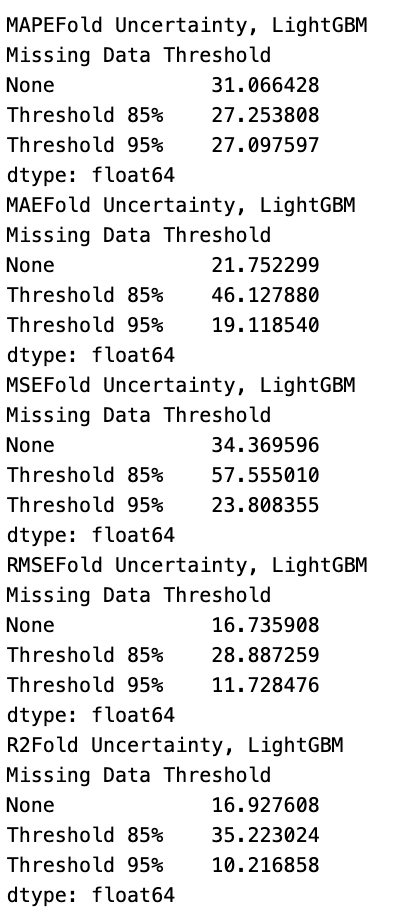 MAPEFold Uncertainty, LightGBM
Missing Data Threshold
None 31.066428
Threshold 85% 27.253808
Threshold 95% 27.097597
dtype: float64
MAEFold Uncertainty, LightGBM
Missing Data Threshold
None 21.752299
Threshold 85% 46.127880
Threshold 95% 19.118540
dtype: float64
MSEFold Uncertainty, LightGBM
Missing Data Threshold
None 34.369596
Threshold 85% 57.555010
Threshold 95% 23.808355
dtype: float64
RMSEFold Uncertainty, LightGBM
Missing Data Threshold
None 16.735908
Threshold 85% 28.887259
Threshold 95% 11.728476
dtype: float64
R2Fold Uncertainty, LightGBM
Missing Data Threshold
None 16.927608
Threshold 85% 35.223024
Threshold 95% 10.216858
dtype: float64